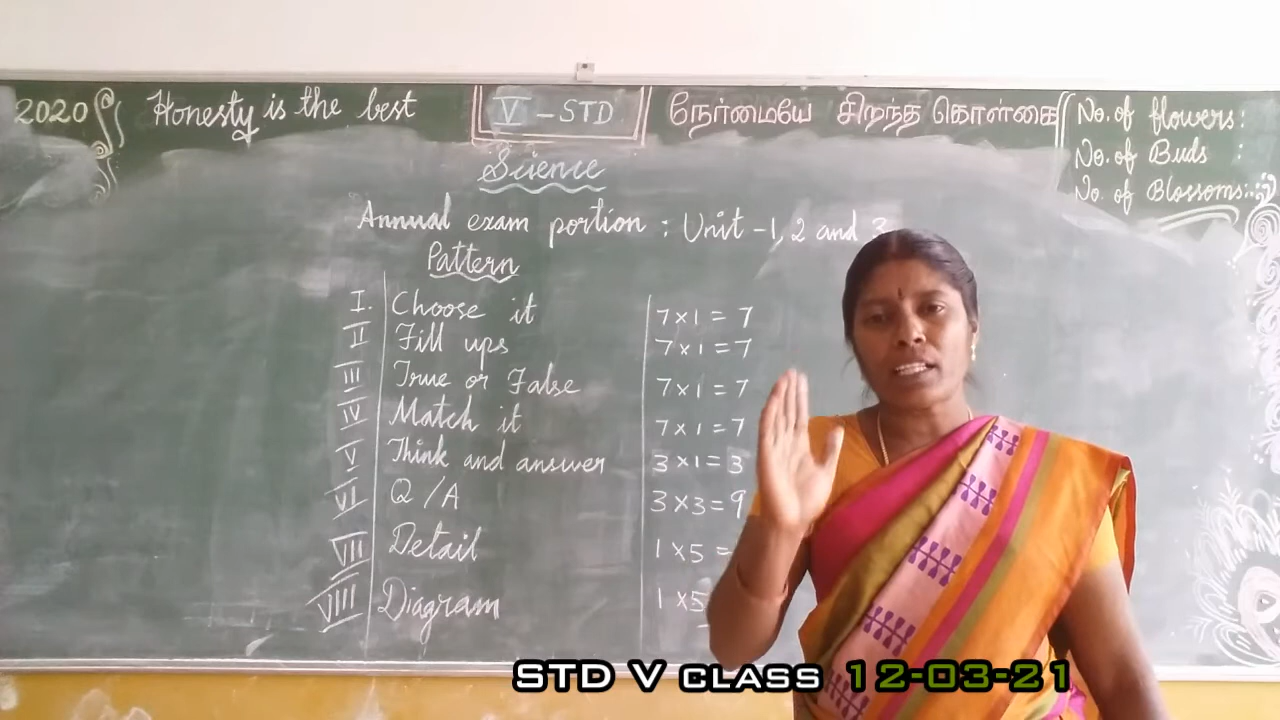 2020
Honesty is the best
V - STD
நேர்மையே சிறந்த கொள்கை
No. of flowers:
No. of Buds :
No. of Blossoms:
Science
Annual exam portion : Unit - 1, 2 and 3
Pattern
I. Choose it 7 x 1 = 7
II Fill ups 7 x 1 = 7
III True or False 7 x 1 = 7
IV Match it 7 x 1 = 7
V Think and answer 3 x 1 = 3
VI Q / A 3 x 3 = 9
VII Detail 1 x 5 =
VIII Diagram 1 x 5
STD V CLASS 12-03-21